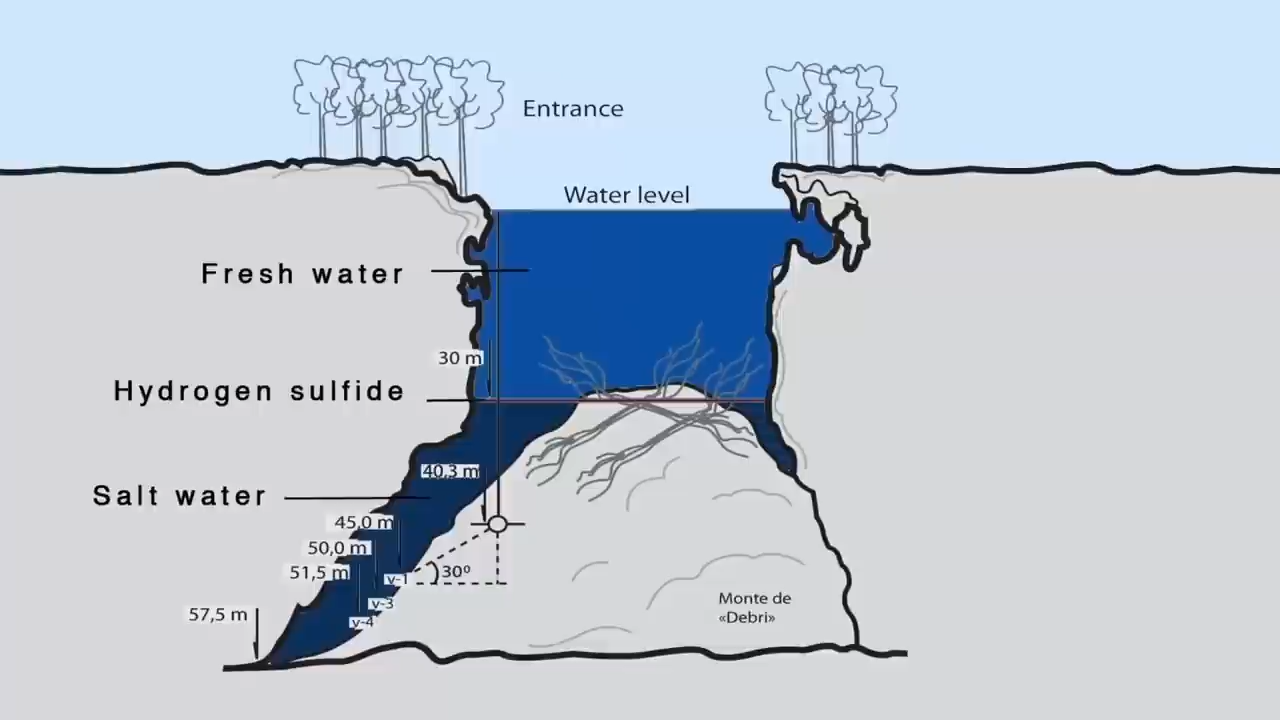 Entrance
Water level
Fresh water
30 m
Hydrogen sulfide
40,3 m
Salt water
45,0 m
50,0 m
51,5 m
v-1
30º
v-3
57,5 m
v-4
Monte de
«Debri»